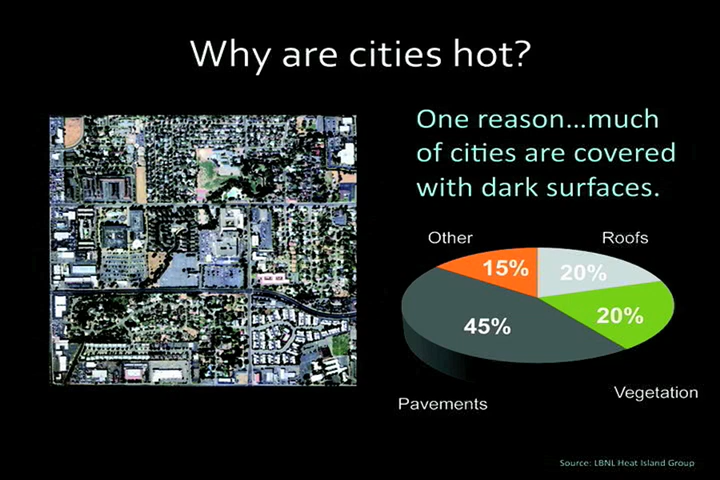 Why are cities hot?
One reason...much
of cities are covered
with dark surfaces.
Other
Roofs
15%
20%
20%
45%
Vegetation
Pavements
Source: LBNL Heat Island Group